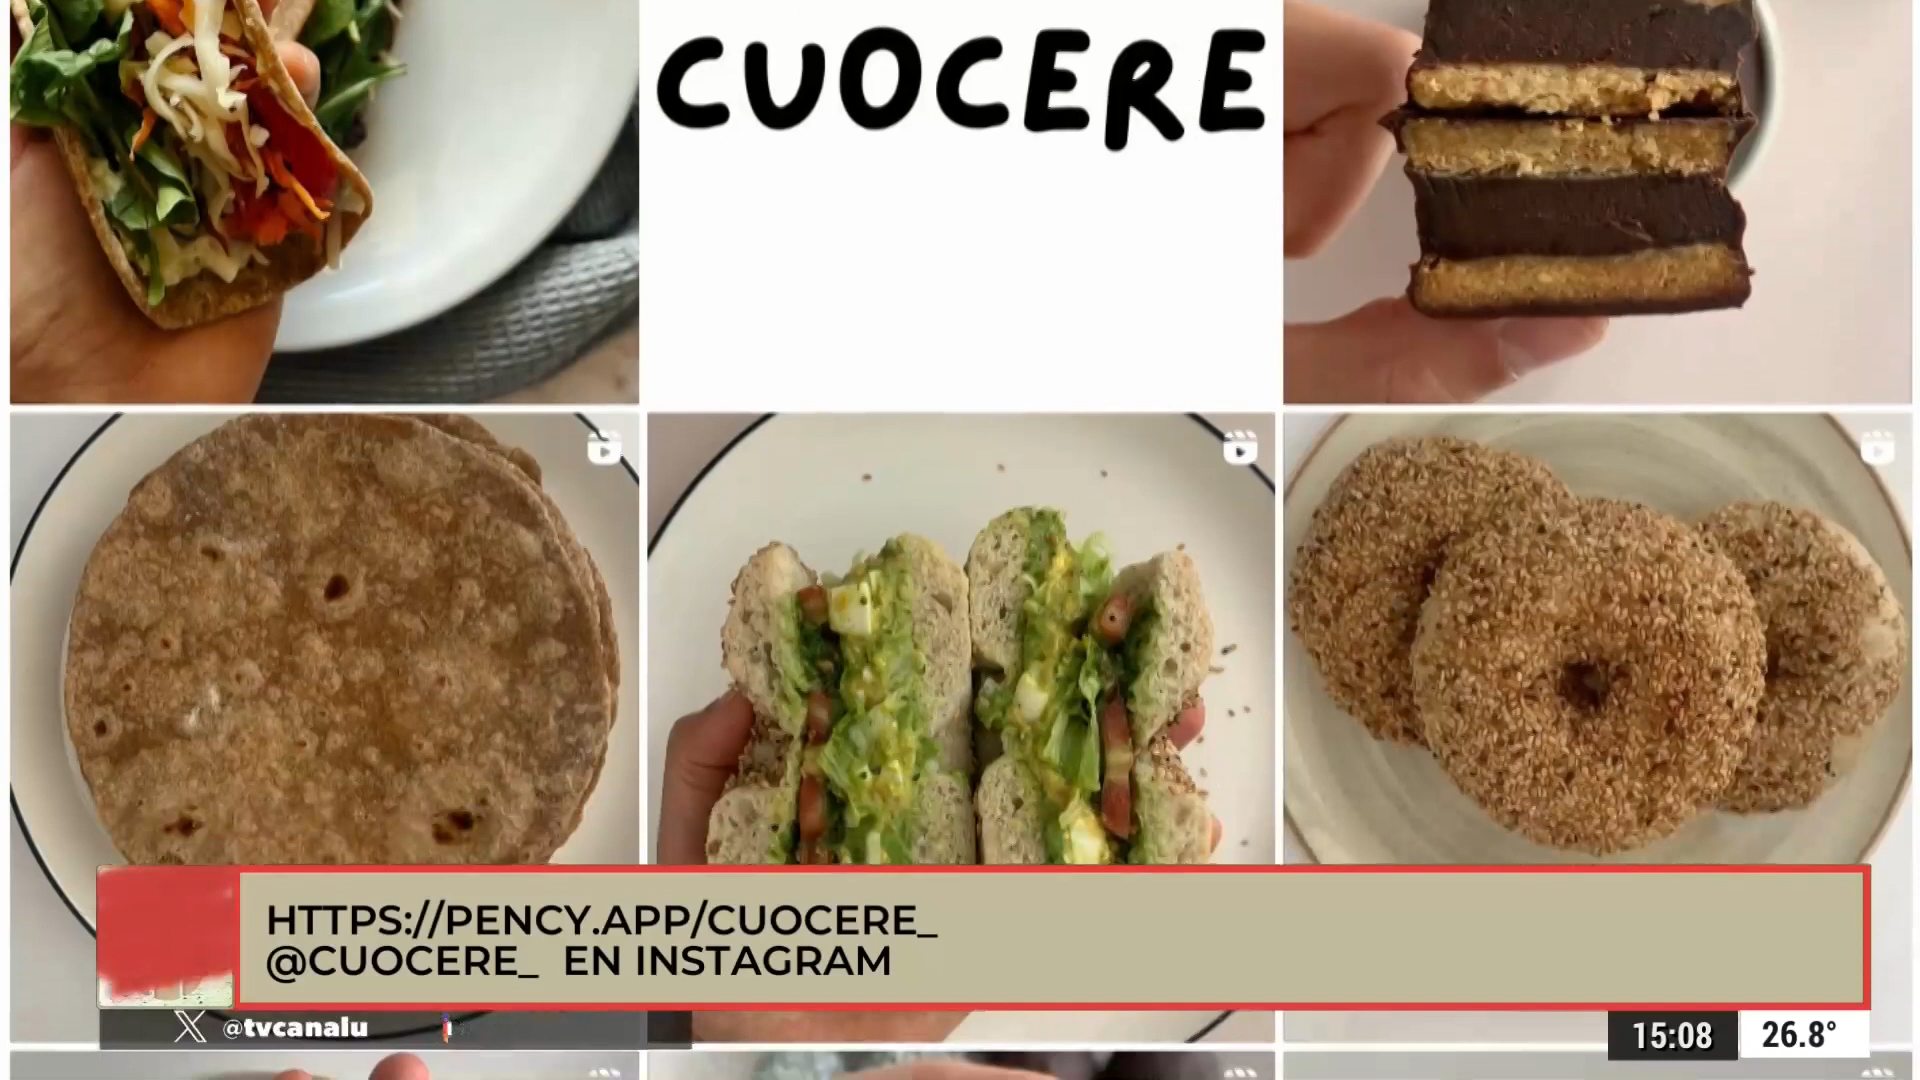 CUOCERE
HTTPS://PENCY.APP/CUOCERE_
@CUOCERE_ EN INSTAGRAM
@tvcanalu
15:08
26.8°